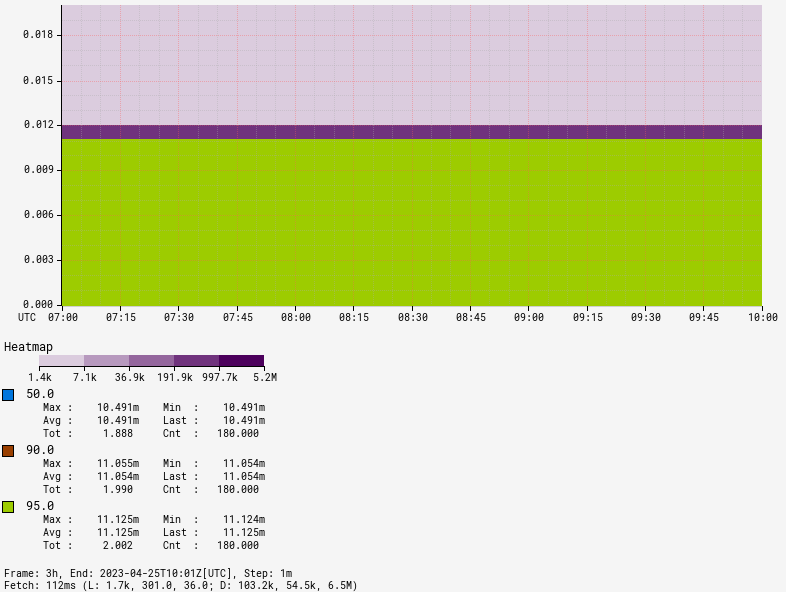 0.018
0.015
0.012
0.009
0.006
0.003
0.000
UTC 07:00 07:15 07:30 07:45 08:00 08:15 08:30 08:45 09:00 09:15 09:30 09:45 10:00
Heatmap
1.4k 7.1k 36.9k 191.9k 997.7k 5.2M
50.0
Max : 10.491m Min : 10.491m
Avg : 10.491m Last : 10.491m
Tot : 1.888 Cnt : 180.000
90.0
Max : 11.055m Min : 11.054m
Avg : 11.054m Last : 11.054m
Tot : 1.990 Cnt : 180.000
95.0
Max : 11.125m Min : 11.124m
Avg : 11.125m Last : 11.125m
Tot : 2.002 Cnt : 180.000
Frame: 3h, End: 2023-04-25T10:01Z[UTC], Step: 1m
Fetch: 112ms (L: 1.7k, 301.0, 36.0; D: 103.2k, 54.5k, 6.5M)